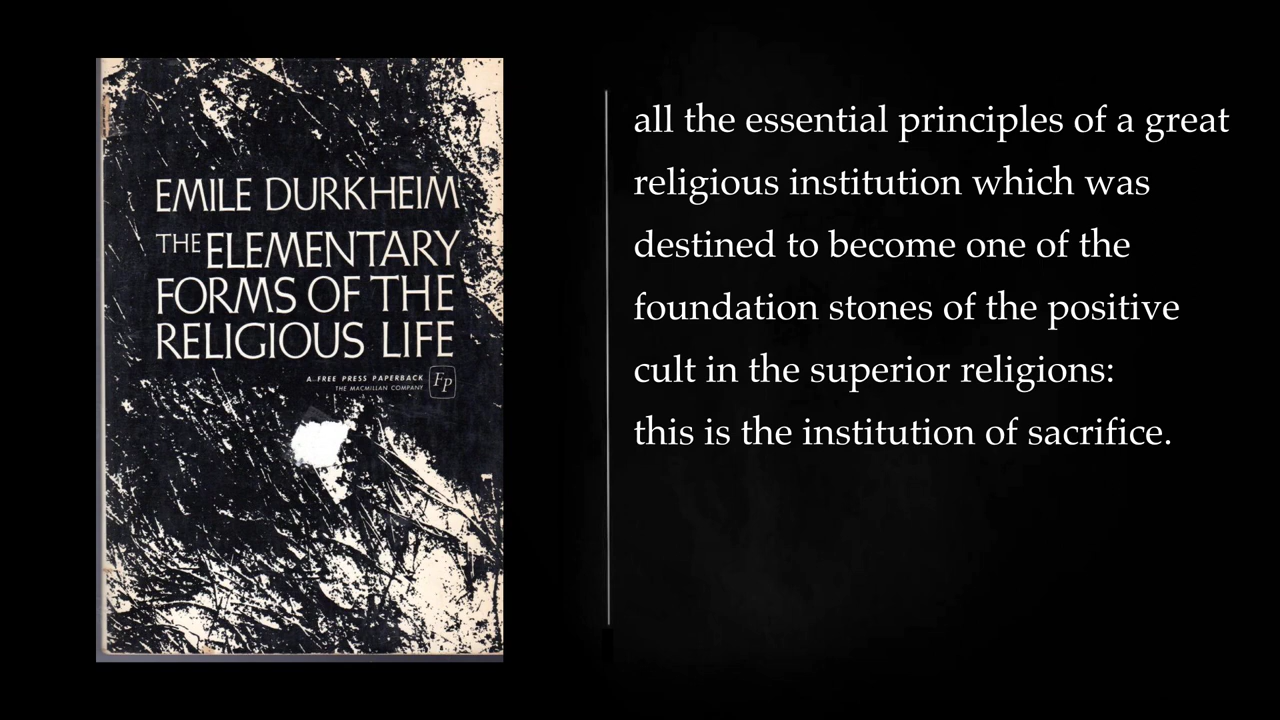 EMILE DURKHEIM
THE ELEMENTARY
FORMS OF THE
RELIGIOUS LIFE
A FREE PRESS PAPERBACK
THE MACMILLAN COMPANY
Fp
all the essential principles of a great
religious institution which was
destined to become one of the
foundation stones of the positive
cult in the superior religions:
this is the institution of sacrifice.